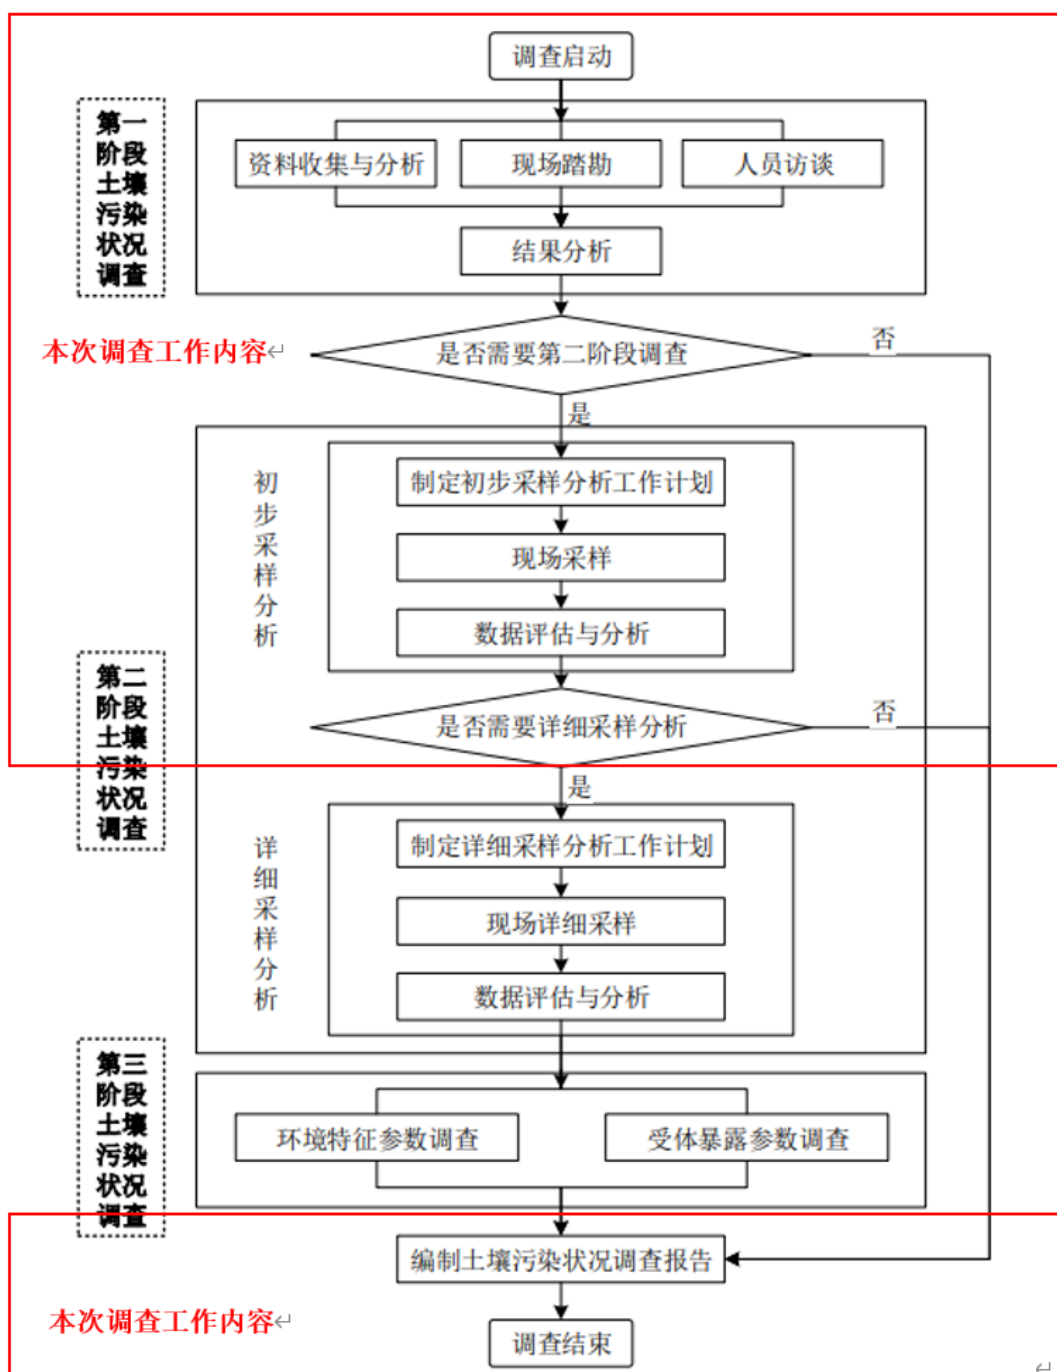 调查启动
第一
阶段
土壤
污染
状况
调查
资料收集与分析
现场踏勘
人员访谈
结果分析
本次调查工作内容
是否需要第二阶段调查
否
是
初
步
采
样
分
析
制定初步采样分析工作计划
现场采样
数据评估与分析
第二
阶段
土壤
污染
状况
调查
是否需要详细采样分析
否
是
详
细
采
样
分
析
制定详细采样分析工作计划
现场详细采样
数据评估与分析
第三
阶段
土壤
污染
状况
调查
环境特征参数调查
受体暴露参数调查
编制土壤污染状况调查报告
本次调查工作内容
调查结束